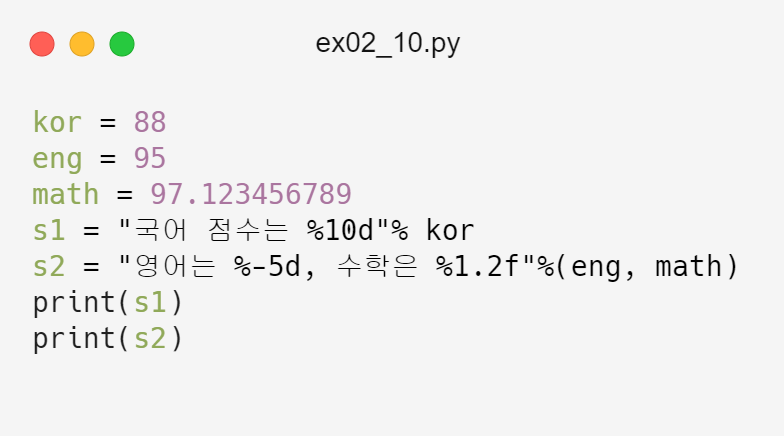 ex02_10.py
kor = 88
eng = 95
math = 97.123456789
s1 = "국어 점수는 %10d"% kor
s2 = "영어는 %-5d, 수학은 %1.2f"%(eng, math)
print(s1)
print(s2)